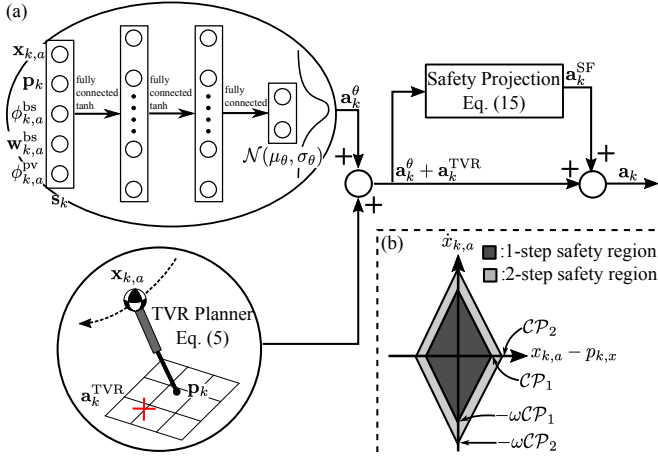 (a)
x_{k,a}
p_k
ϕ^{bs}_{k,a}
w^{bs}_{k,a}
ϕ^{pv}_{k,a}
s_k
fully
connected
tanh
fully
connected
tanh
fully
connected
N(μ_θ, σ_θ)
a^θ_k
Safety Projection
Eq. (15)
a^{SF}_k
+
+
a^θ_k + a^{TVR}_k
+
+
a_k
x_{k,a}
TVR Planner
Eq. (5)
a^{TVR}_k
p_k
(b)
ẋ_{k,a}
:1-step safety region
:2-step safety region
CP_2
x_{k,a} − p_{k,x}
CP_1
−ωCP_1
−ωCP_2